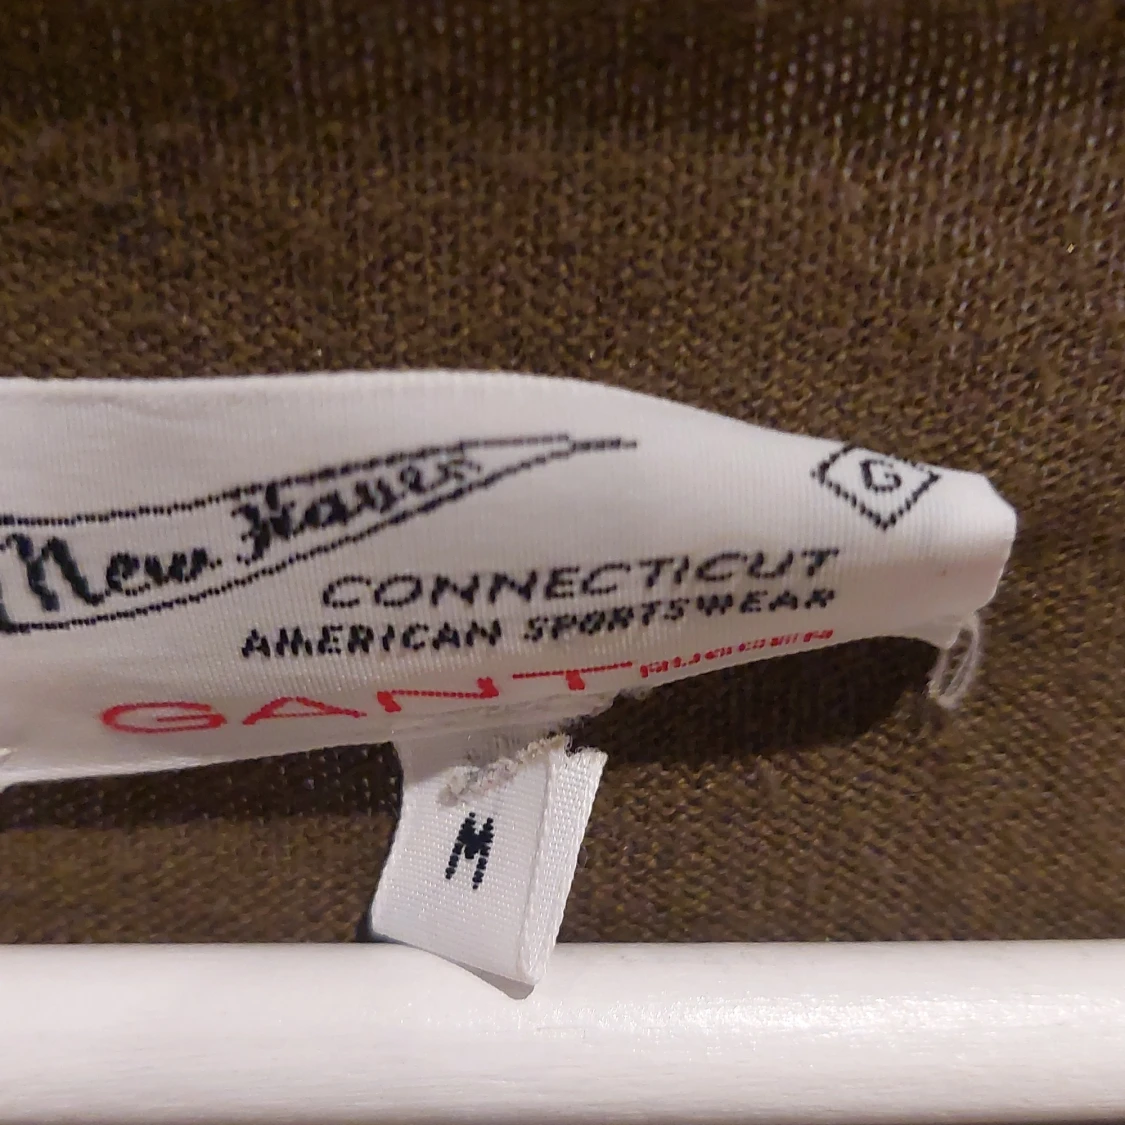 New Haven
G
CONNECTICUT
AMERICAN SPORTSWEAR
GANT
M